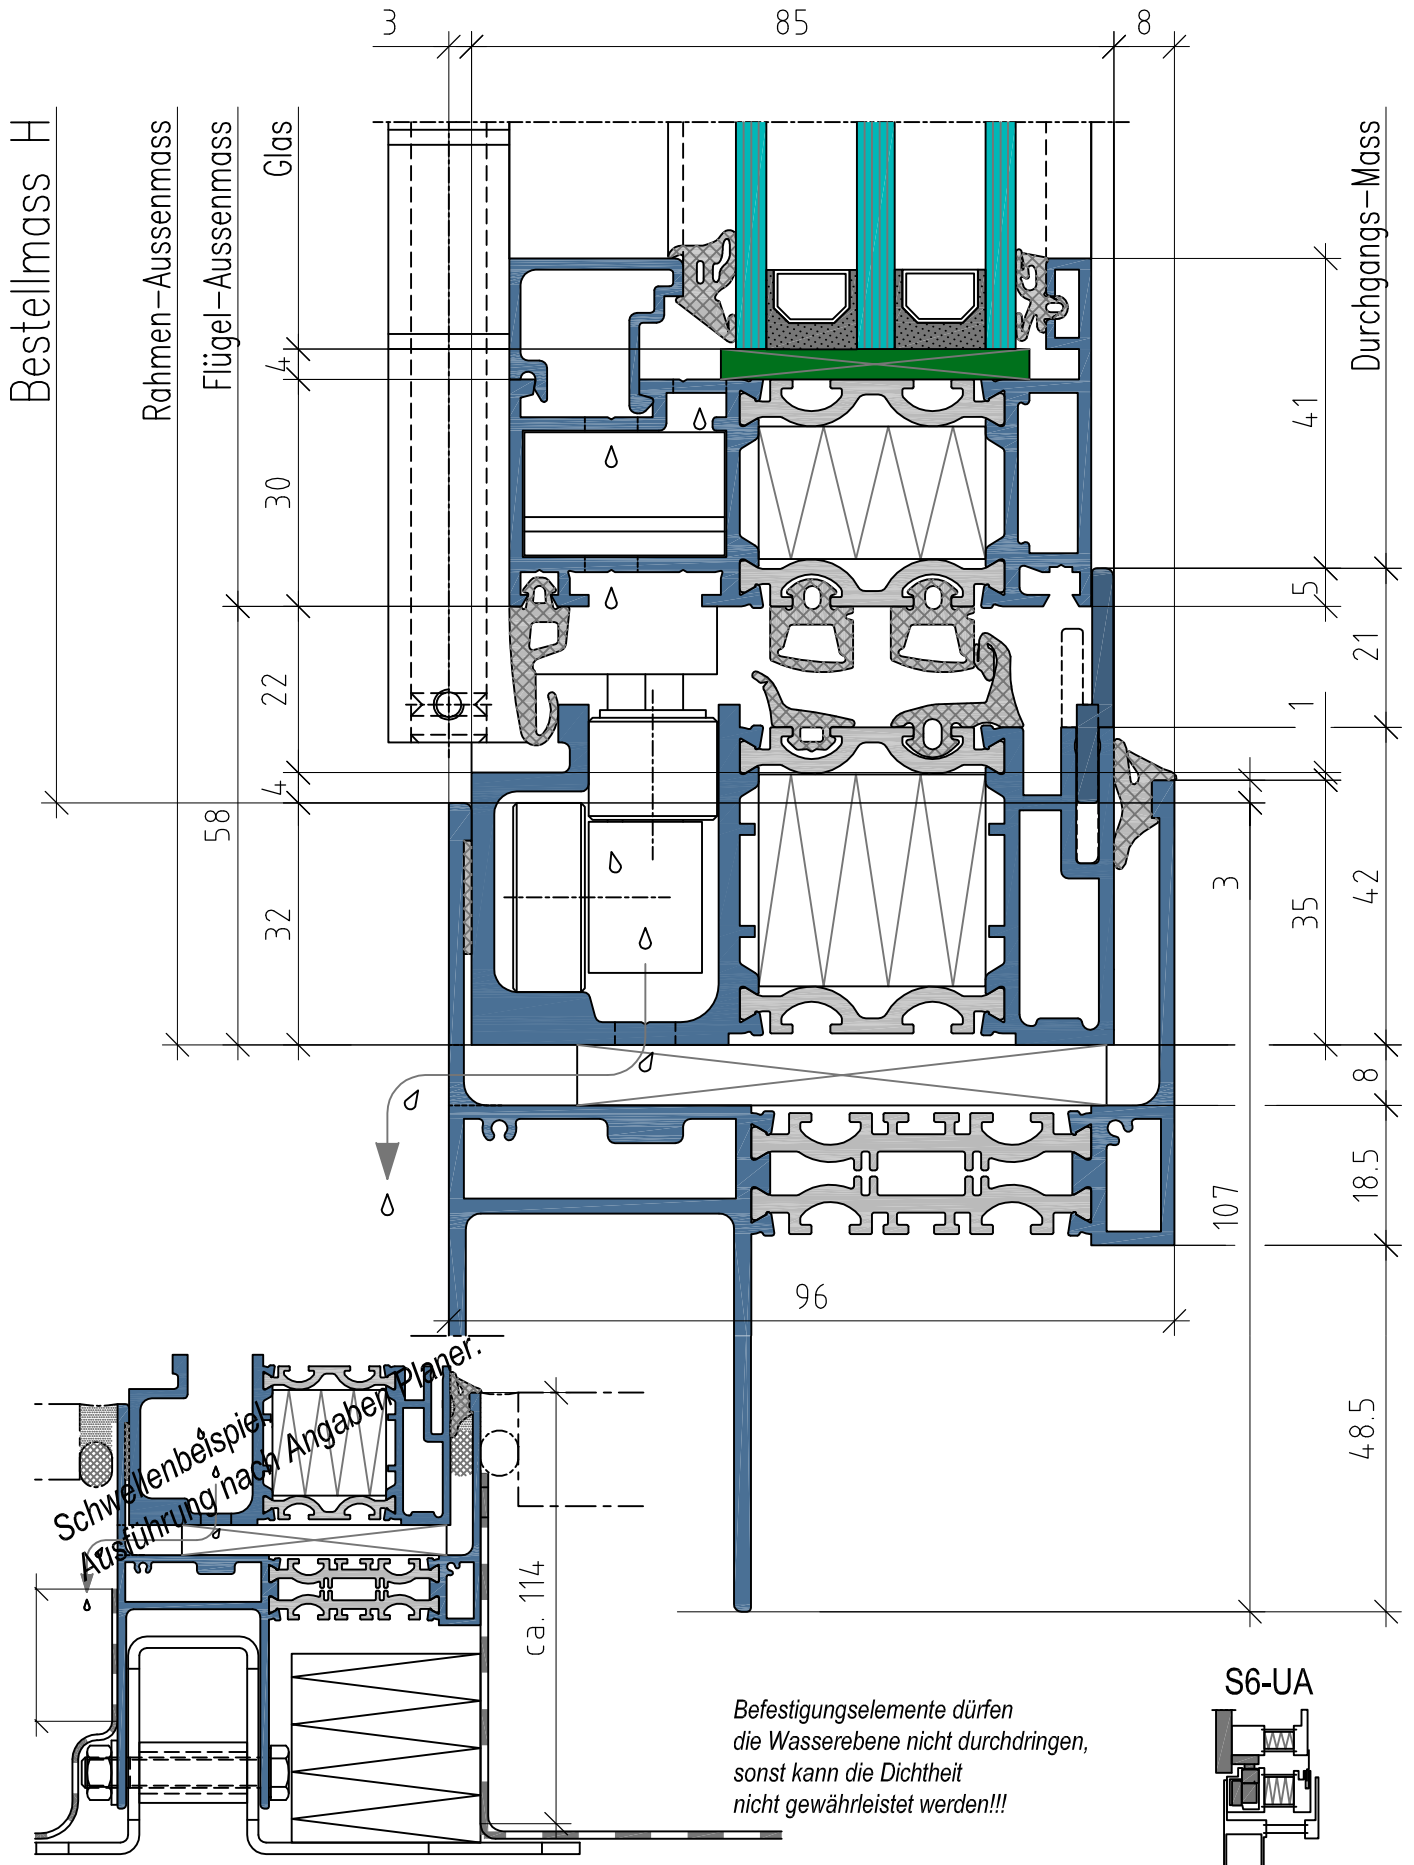 3
85
8
Bestellmass H
Rahmen-Aussenmass
Flügel-Aussenmass
Glas
Durchgangs-Mass
4
41
30
5
21
22
1
4
58
3
32
35
42
8
18.5
107
96
48.5
Schwellenbeispiel.
Ausführung nach Angaben Planer.
ca. 114
Befestigungselemente dürfen
die Wasserebene nicht durchdringen,
sonst kann die Dichtheit
nicht gewährleistet werden!!!
S6-UA